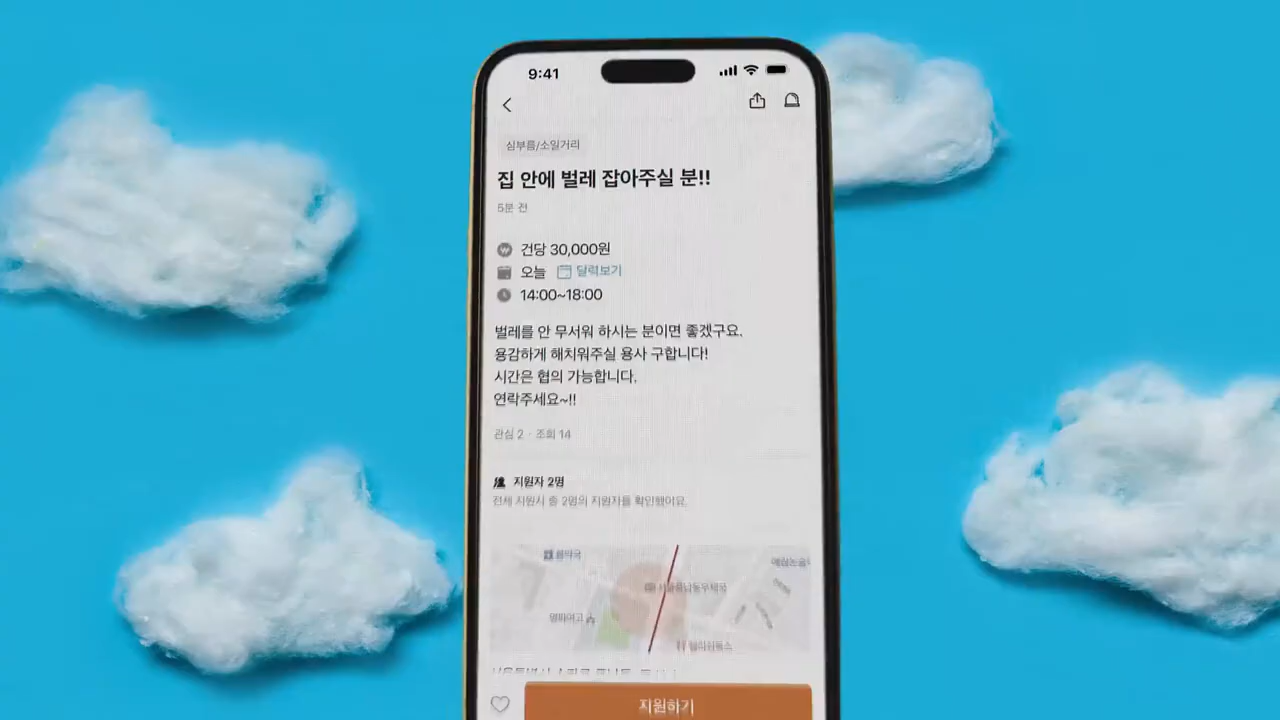 9:41
심부름/소일거리
집 안에 벌레 잡아주실 분!!
5분 전
건당 30,000원
오늘 달력보기
14:00~18:00
벌레를 안 무서워 하시는 분이면 좋겠구요.
용감하게 해치워주실 용사 구합니다!
시간은 협의 가능합니다.
연락주세요~!!
관심 2 · 조회 14
지원자 2명
전체 지원시 총 2명의 지원자를 확인했어요.
지원하기